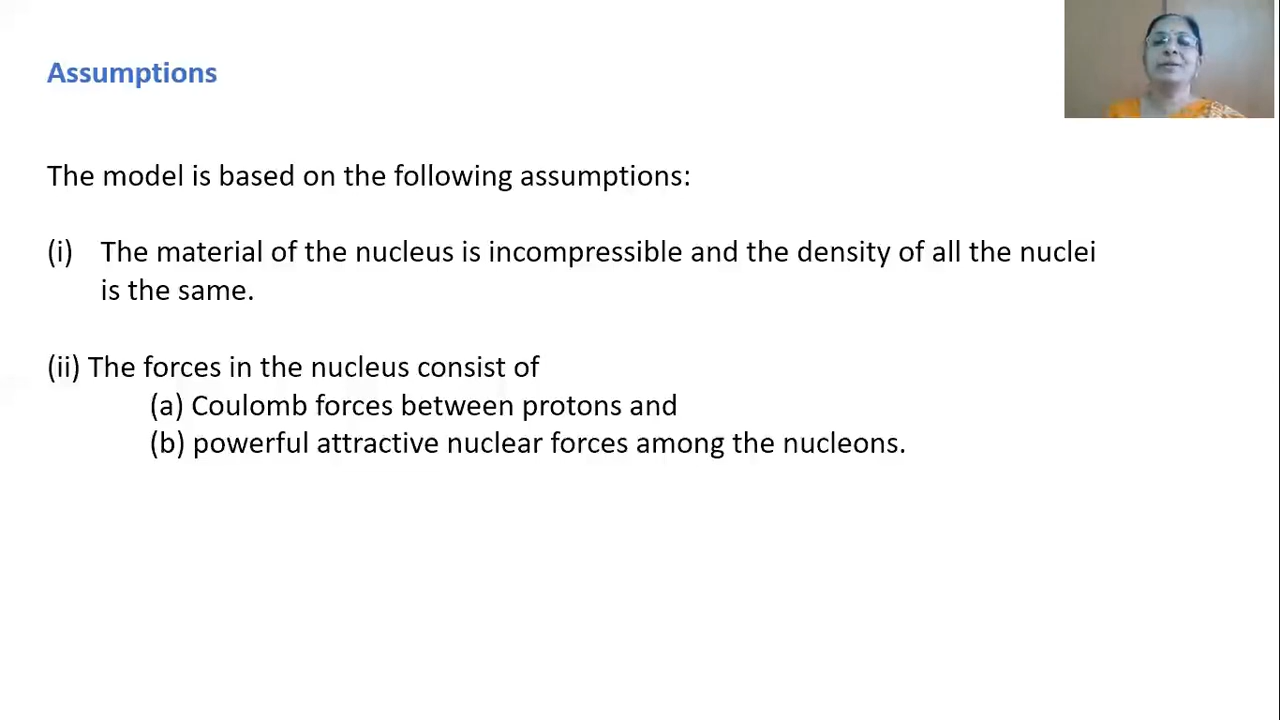 Assumptions
The model is based on the following assumptions:
(i) The material of the nucleus is incompressible and the density of all the nuclei
is the same.
(ii) The forces in the nucleus consist of
(a) Coulomb forces between protons and
(b) powerful attractive nuclear forces among the nucleons.